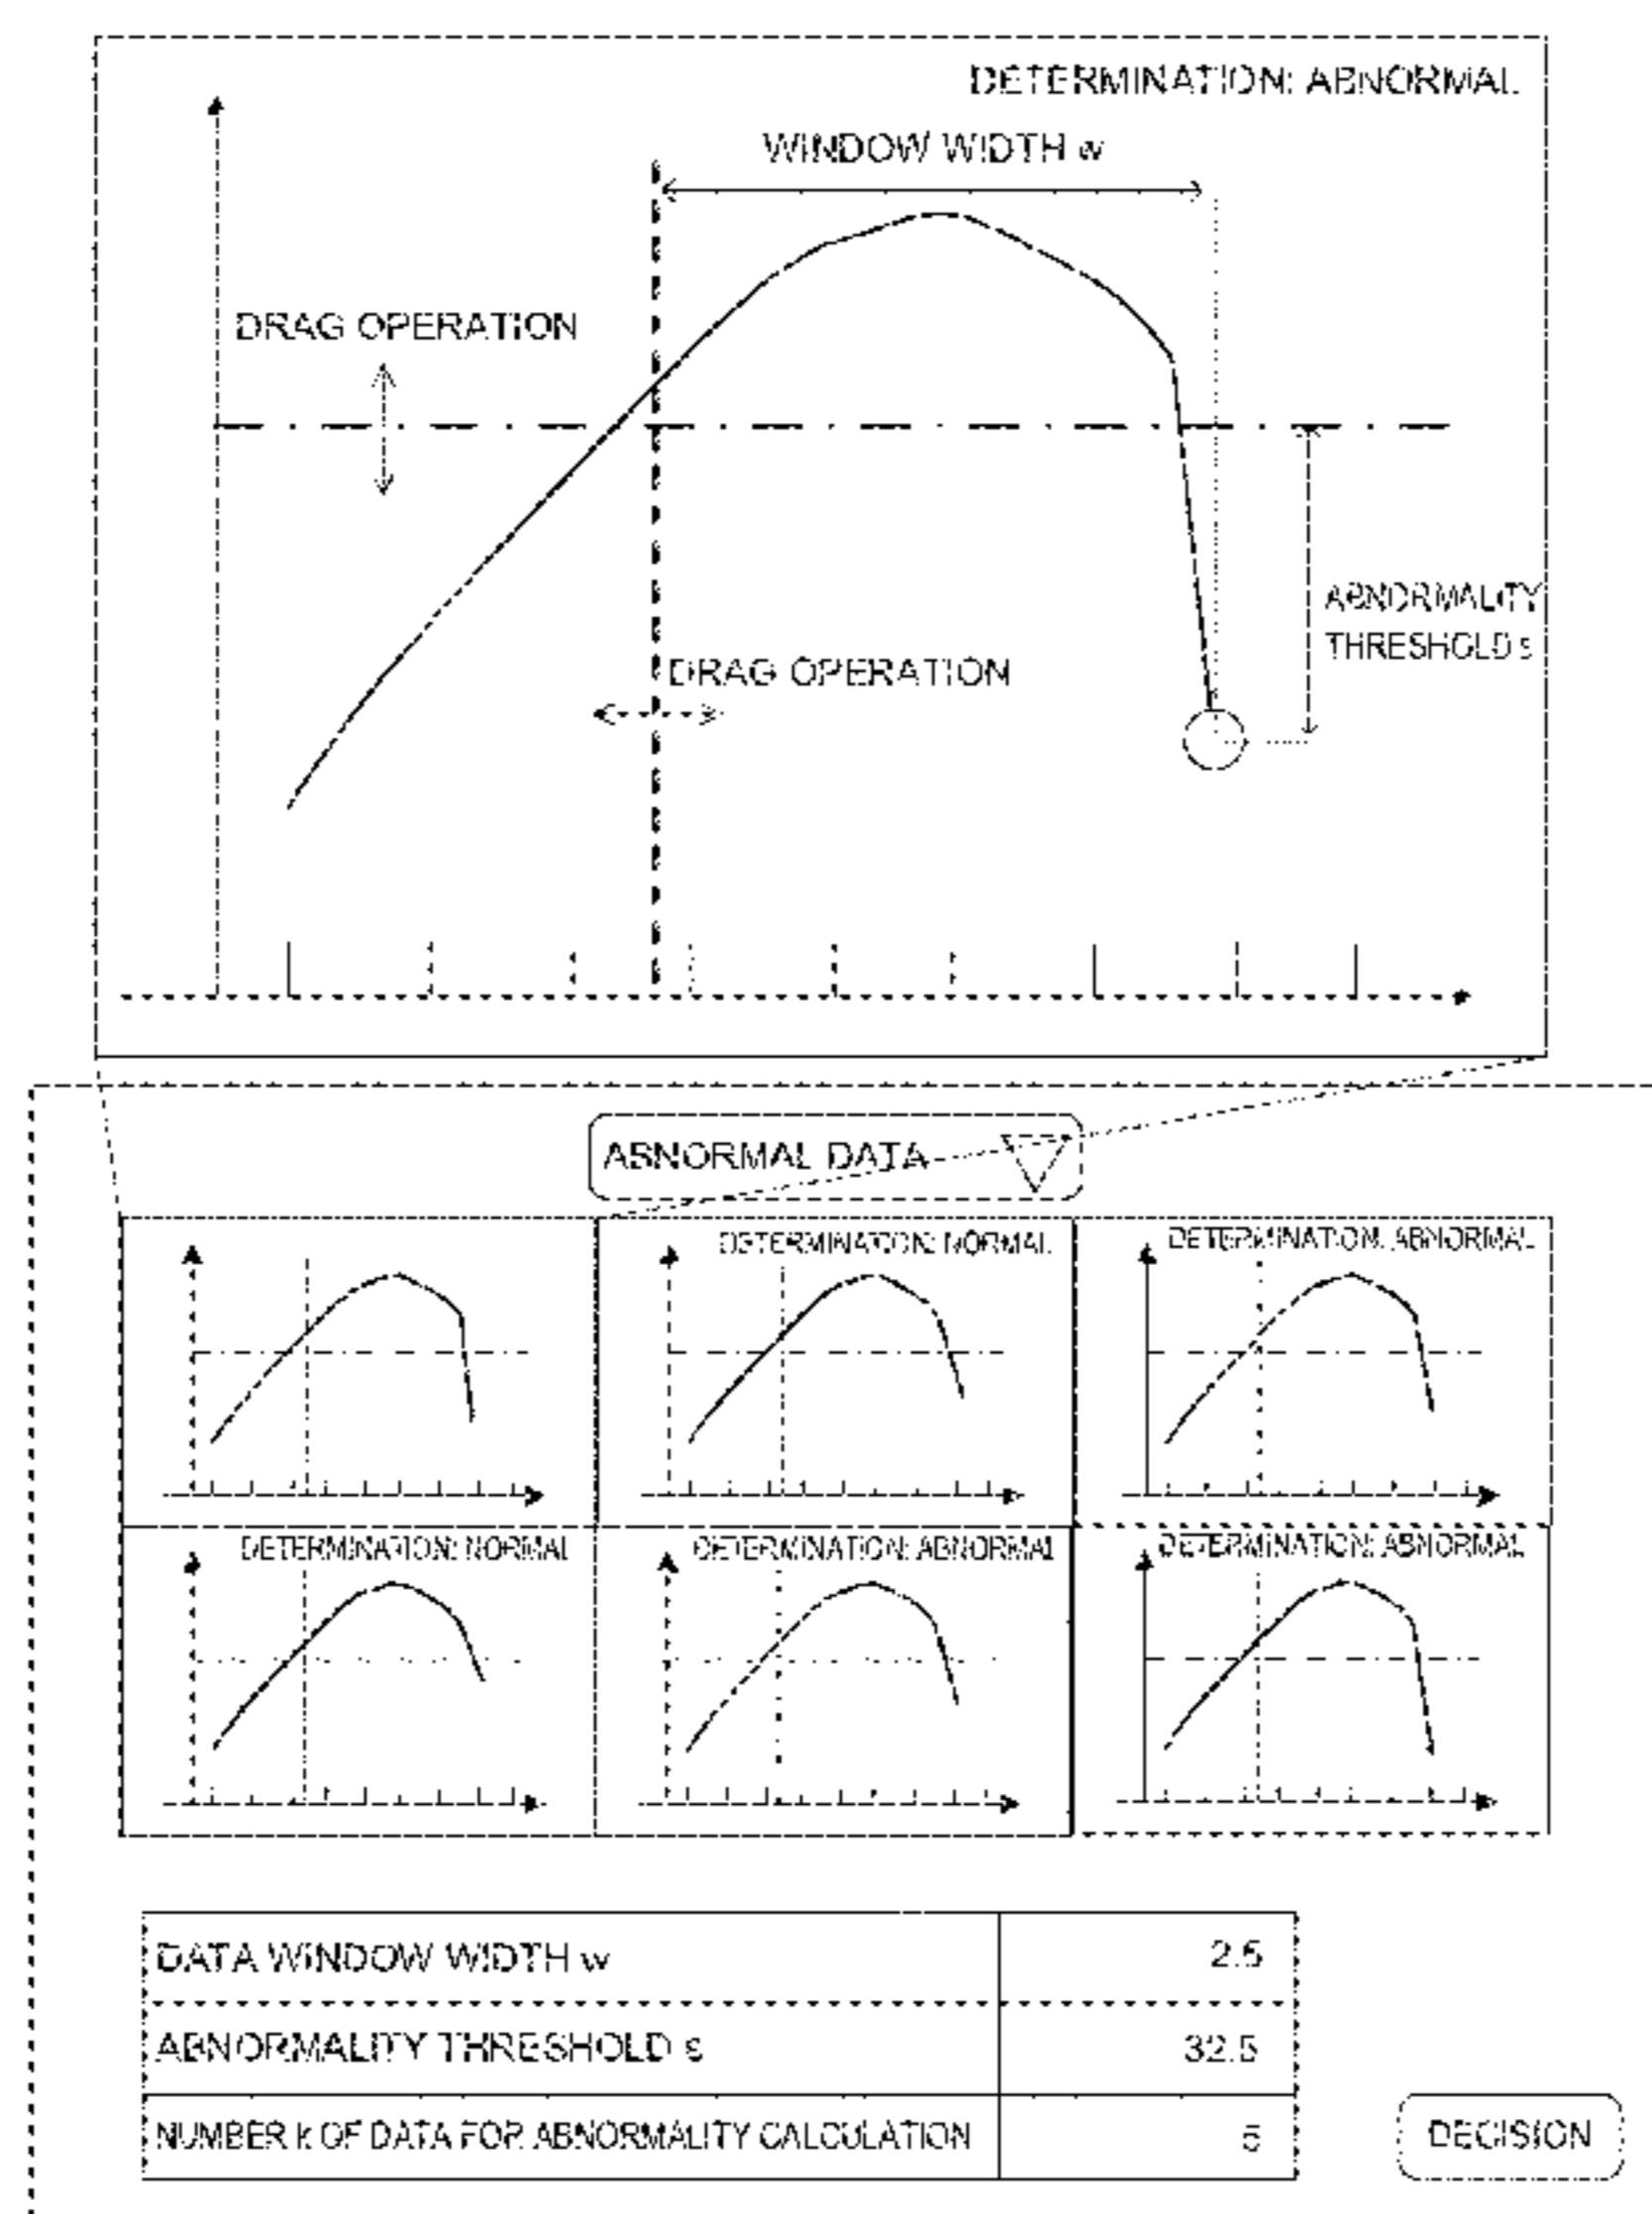 DETERMINATION: ABNORMAL
WINDOW WIDTH w
DRAG OPERATION
ABNORMALITY
THRESHOLD s
DRAG OPERATION
ABNORMAL DATA
DETERMINATION: NORMAL
DETERMINATION: ABNORMAL
DETERMINATION: NORMAL
DETERMINATION: ABNORMAL
DETERMINATION: ABNORMAL
DATA WINDOW WIDTH w 2.5
ABNORMALITY THRESHOLD s 32.5
NUMBER k OF DATA FOR ABNORMALITY CALCULATION 5
DECISION